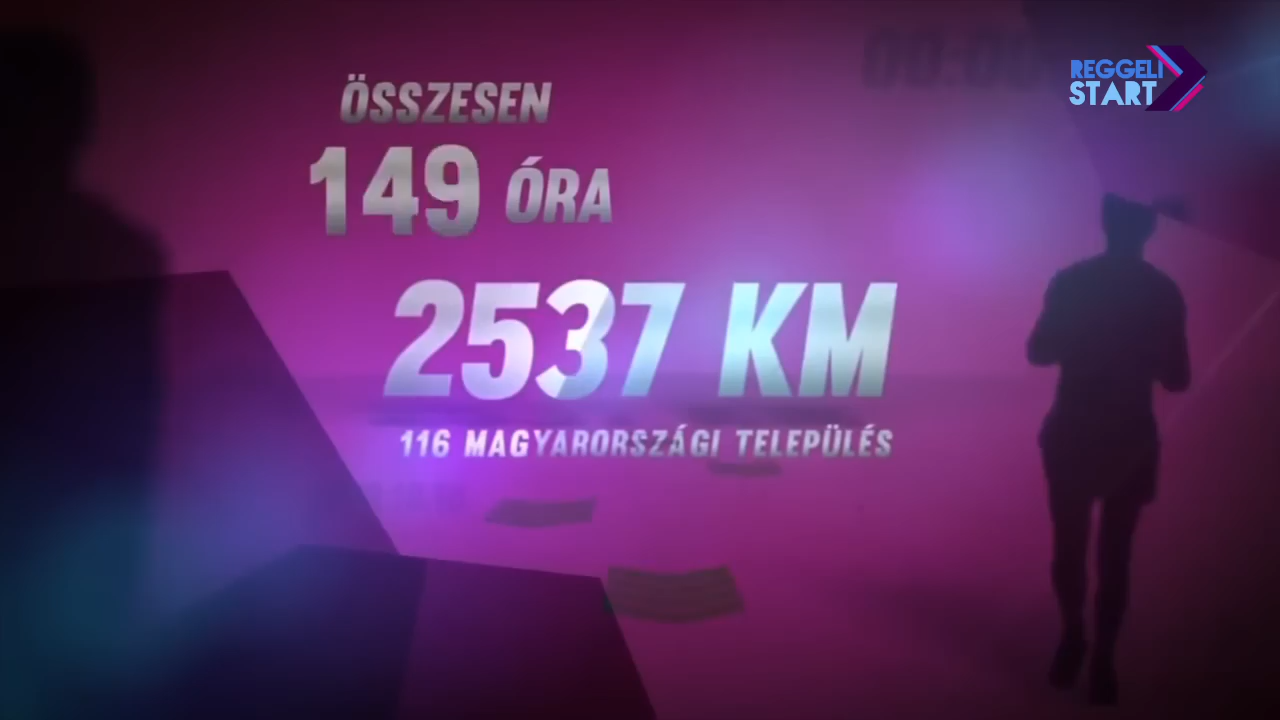 ÖSSZESEN
149 ÓRA
2537 KM
116 MAGYARORSZÁGI TELEPÜLÉS
REGGELI
START